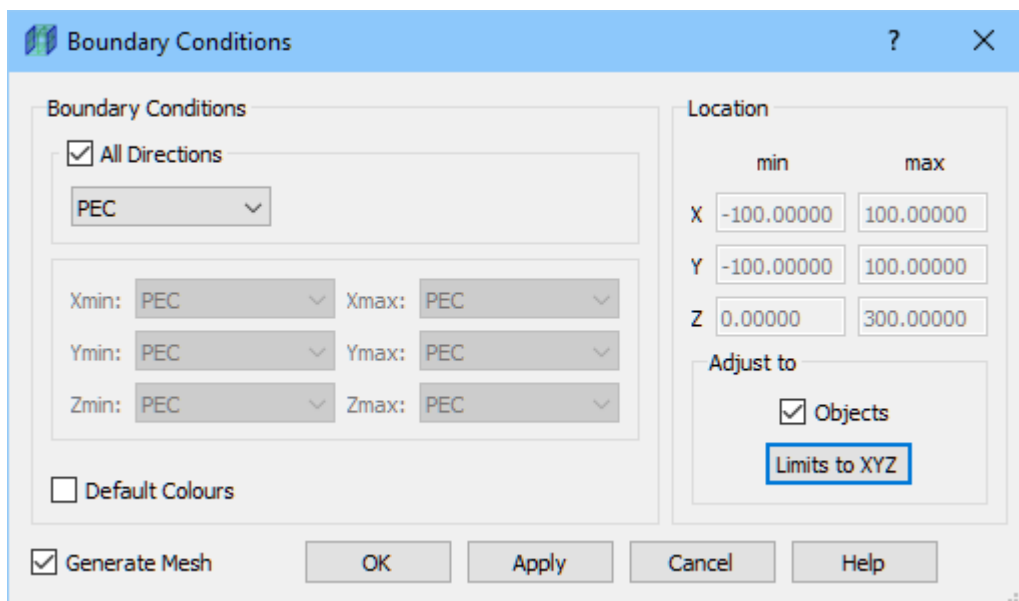 Boundary Conditions
?
Boundary Conditions
All Directions
PEC
Xmin: PEC Xmax: PEC
Ymin: PEC Ymax: PEC
Zmin: PEC Zmax: PEC
Default Colours
Location
min max
X -100.00000 100.00000
Y -100.00000 100.00000
Z 0.00000 300.00000
Adjust to
Objects
Limits to XYZ
Generate Mesh OK Apply Cancel Help